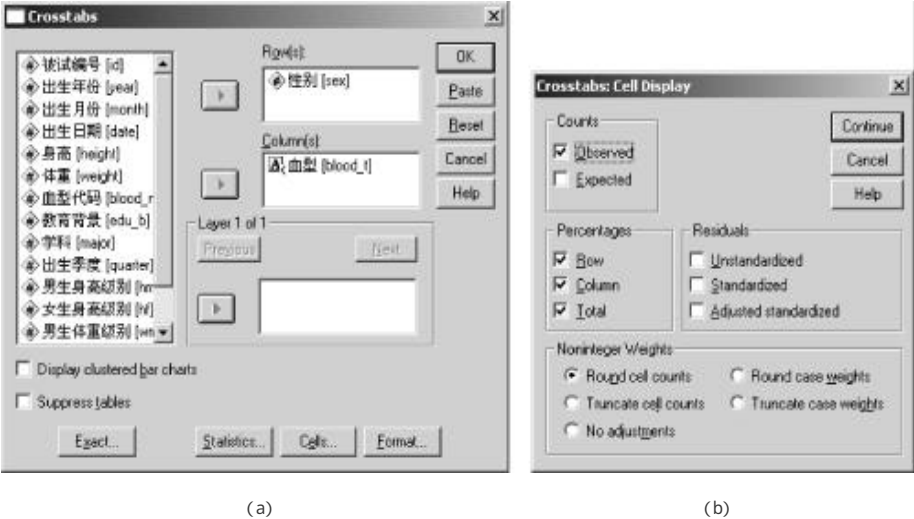 Crosstabs
被试编号 [id]
出生年份 [year]
出生月份 [month]
出生日期 [date]
身高 [height]
体重 [weight]
血型代码 [blood_r
教育背景 [edu_b]
学科 [major]
出生季度 [quarter]
男生身高级别 [hm
女生身高级别 [hf]
男生体重级别 [wm
Row(s):
性别 [sex]
Column(s):
血型 [blood_t]
Layer 1 of 1
Previous
Next
OK
Paste
Reset
Cancel
Help
Display clustered bar charts
Suppress tables
Exact...
Statistics...
Cells...
Format...
(a)
Crosstabs: Cell Display
Counts
Observed
Expected
Continue
Cancel
Help
Percentages
Row
Column
Total
Residuals
Unstandardized
Standardized
Adjusted standardized
Noninteger Weights
Round cell counts
Round case weights
Truncate cell counts
Truncate case weights
No adjustments
(b)